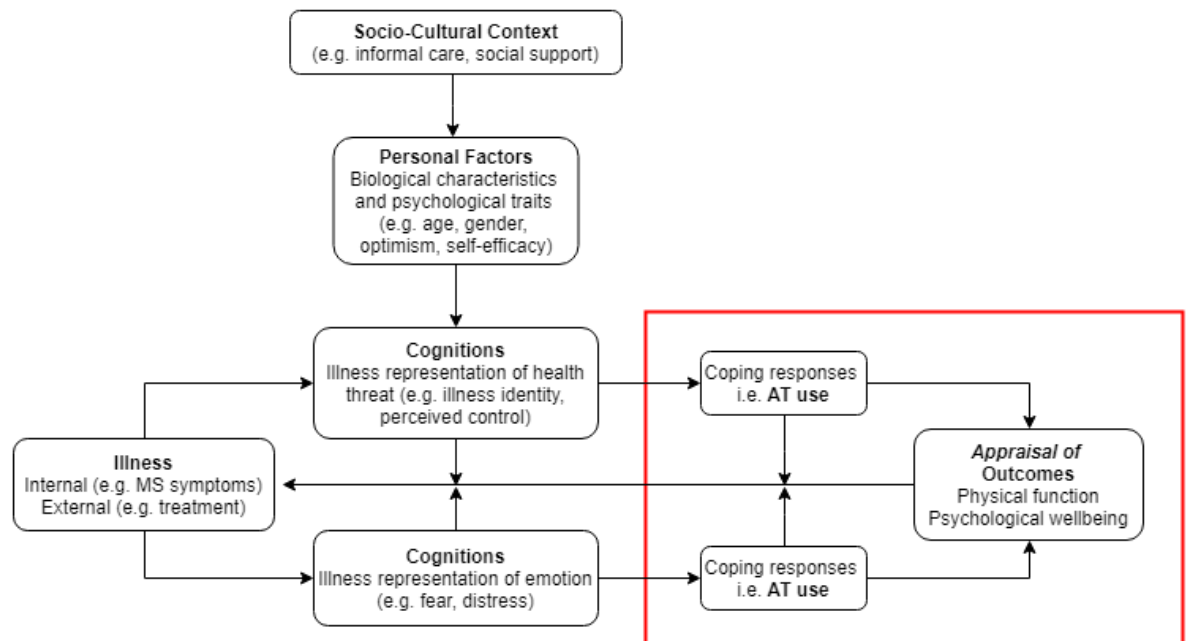 Socio-Cultural Context
(e.g. informal care, social support)
Personal Factors
Biological characteristics
and psychological traits
(e.g. age, gender,
optimism, self-efficacy)
Cognitions
Illness representation of health
threat (e.g. illness identity,
perceived control)
Coping responses
i.e. AT use
Illness
Internal (e.g. MS symptoms)
External (e.g. treatment)
Appraisal of
Outcomes
Physical function
Psychological wellbeing
Cognitions
Illness representation of emotion
(e.g. fear, distress)
Coping responses
i.e. AT use